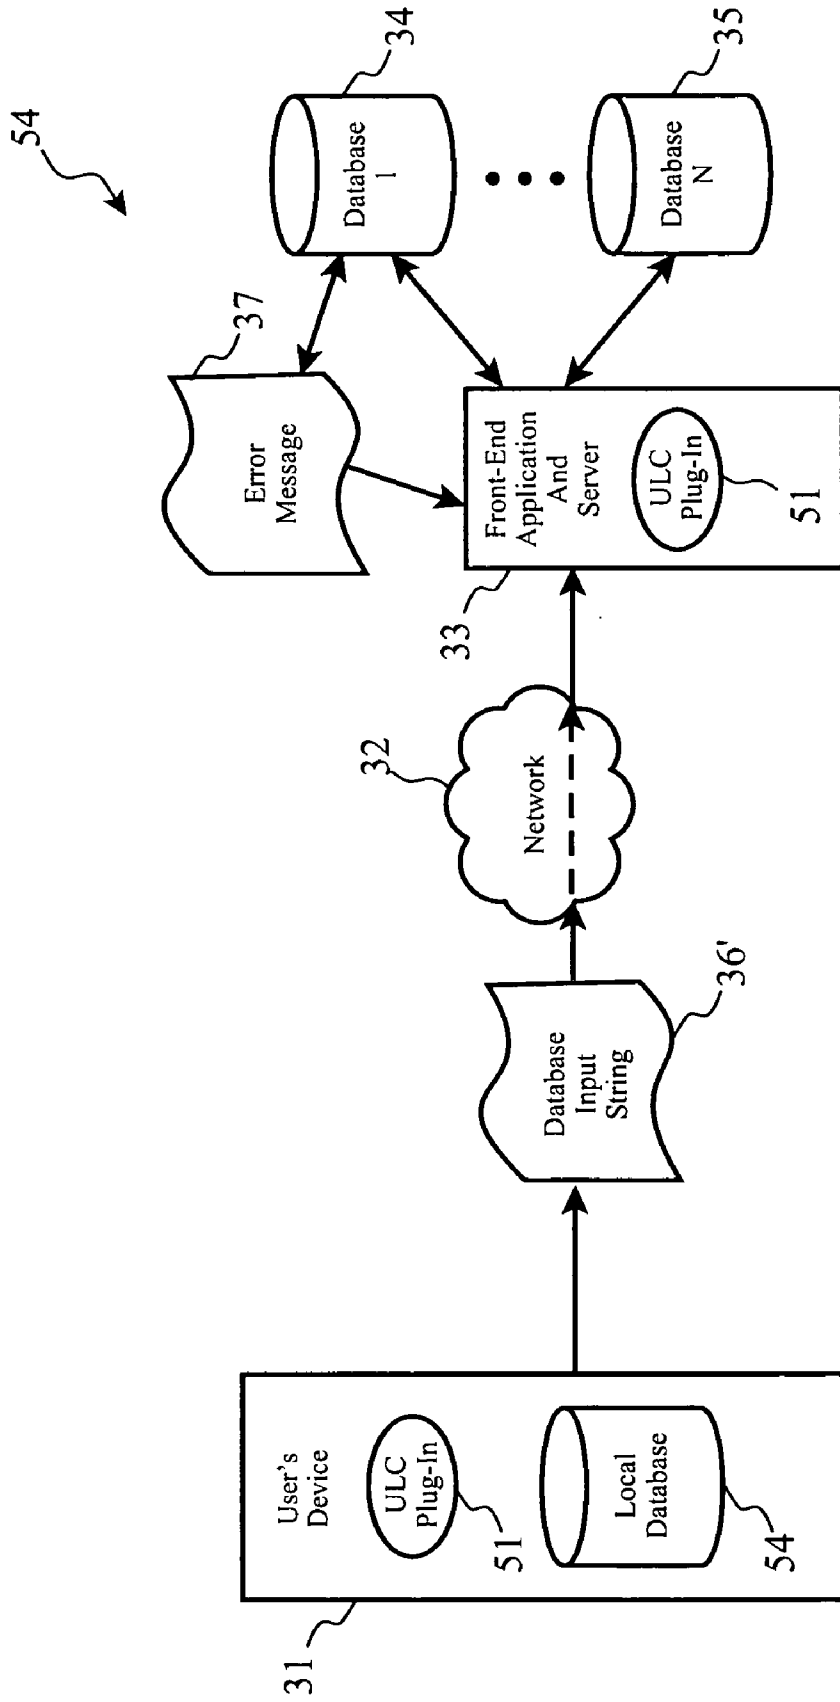 54
37
34
Error
Message
Database
1
33
Front-End
Application
And
Server
ULC
Plug-In
51
35
Database
N
32
Network
36'
Database
Input
String
31
User's
Device
ULC
Plug-In
51
Local
Database
54